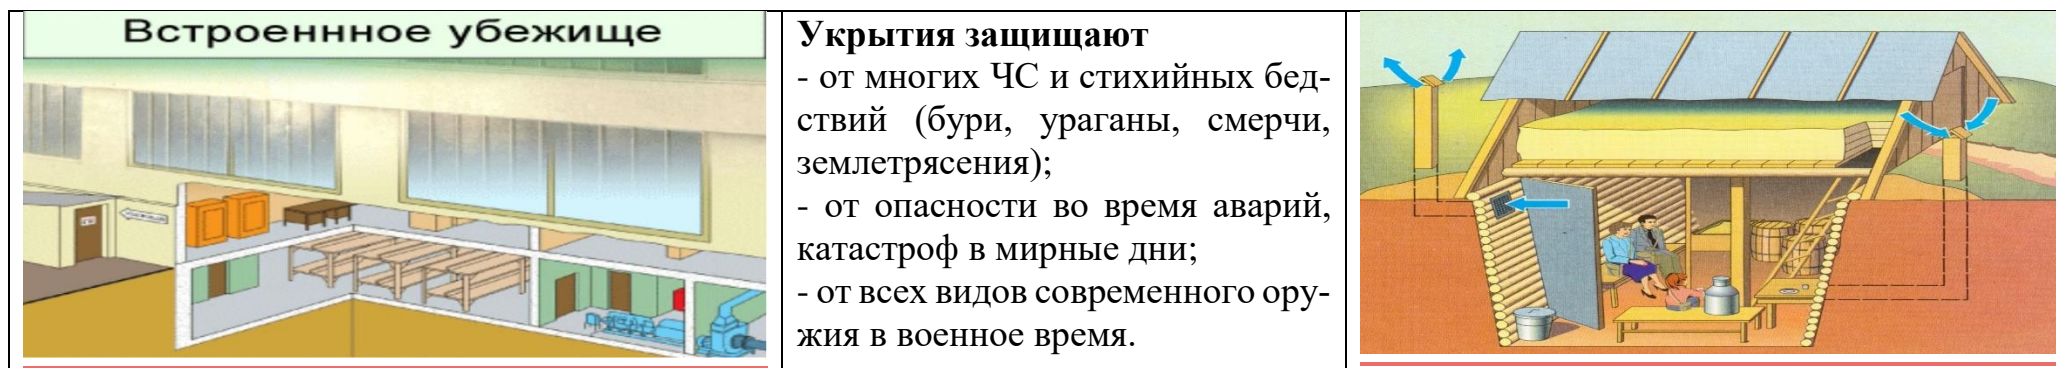 Встроеннное убежище
Укрытия защищают
- от многих ЧС и стихийных бед-
ствий (бури, ураганы, смерчи,
землетрясения);
- от опасности во время аварий,
катастроф в мирные дни;
- от всех видов современного ору-
жия в военное время.